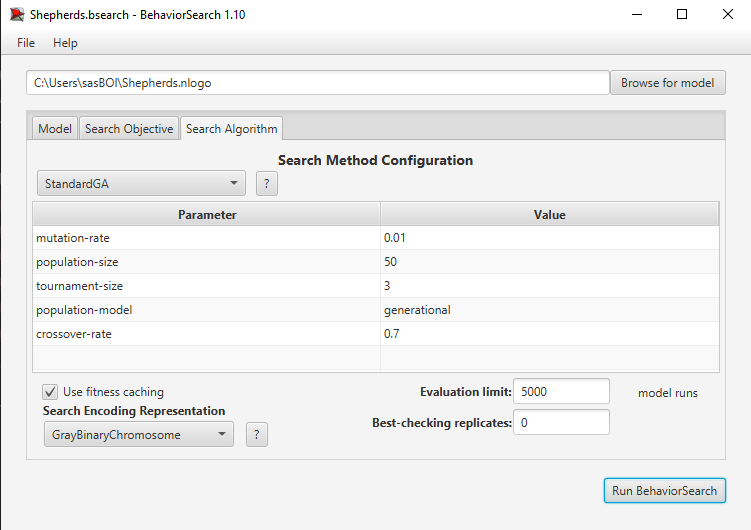 Shepherds.bsearch - BehaviorSearch 1.10
File Help
C:\Users\sasBOI\Shepherds.nlogo Browse for model
Model Search Objective Search Algorithm
Search Method Configuration
StandardGA ?
Parameter Value
mutation-rate 0.01
population-size 50
tournament-size 3
population-model generational
crossover-rate 0.7
Use fitness caching Evaluation limit: 5000 model runs
Search Encoding Representation
Best-checking replicates: 0
GrayBinaryChromosome ?
Run BehaviorSearch